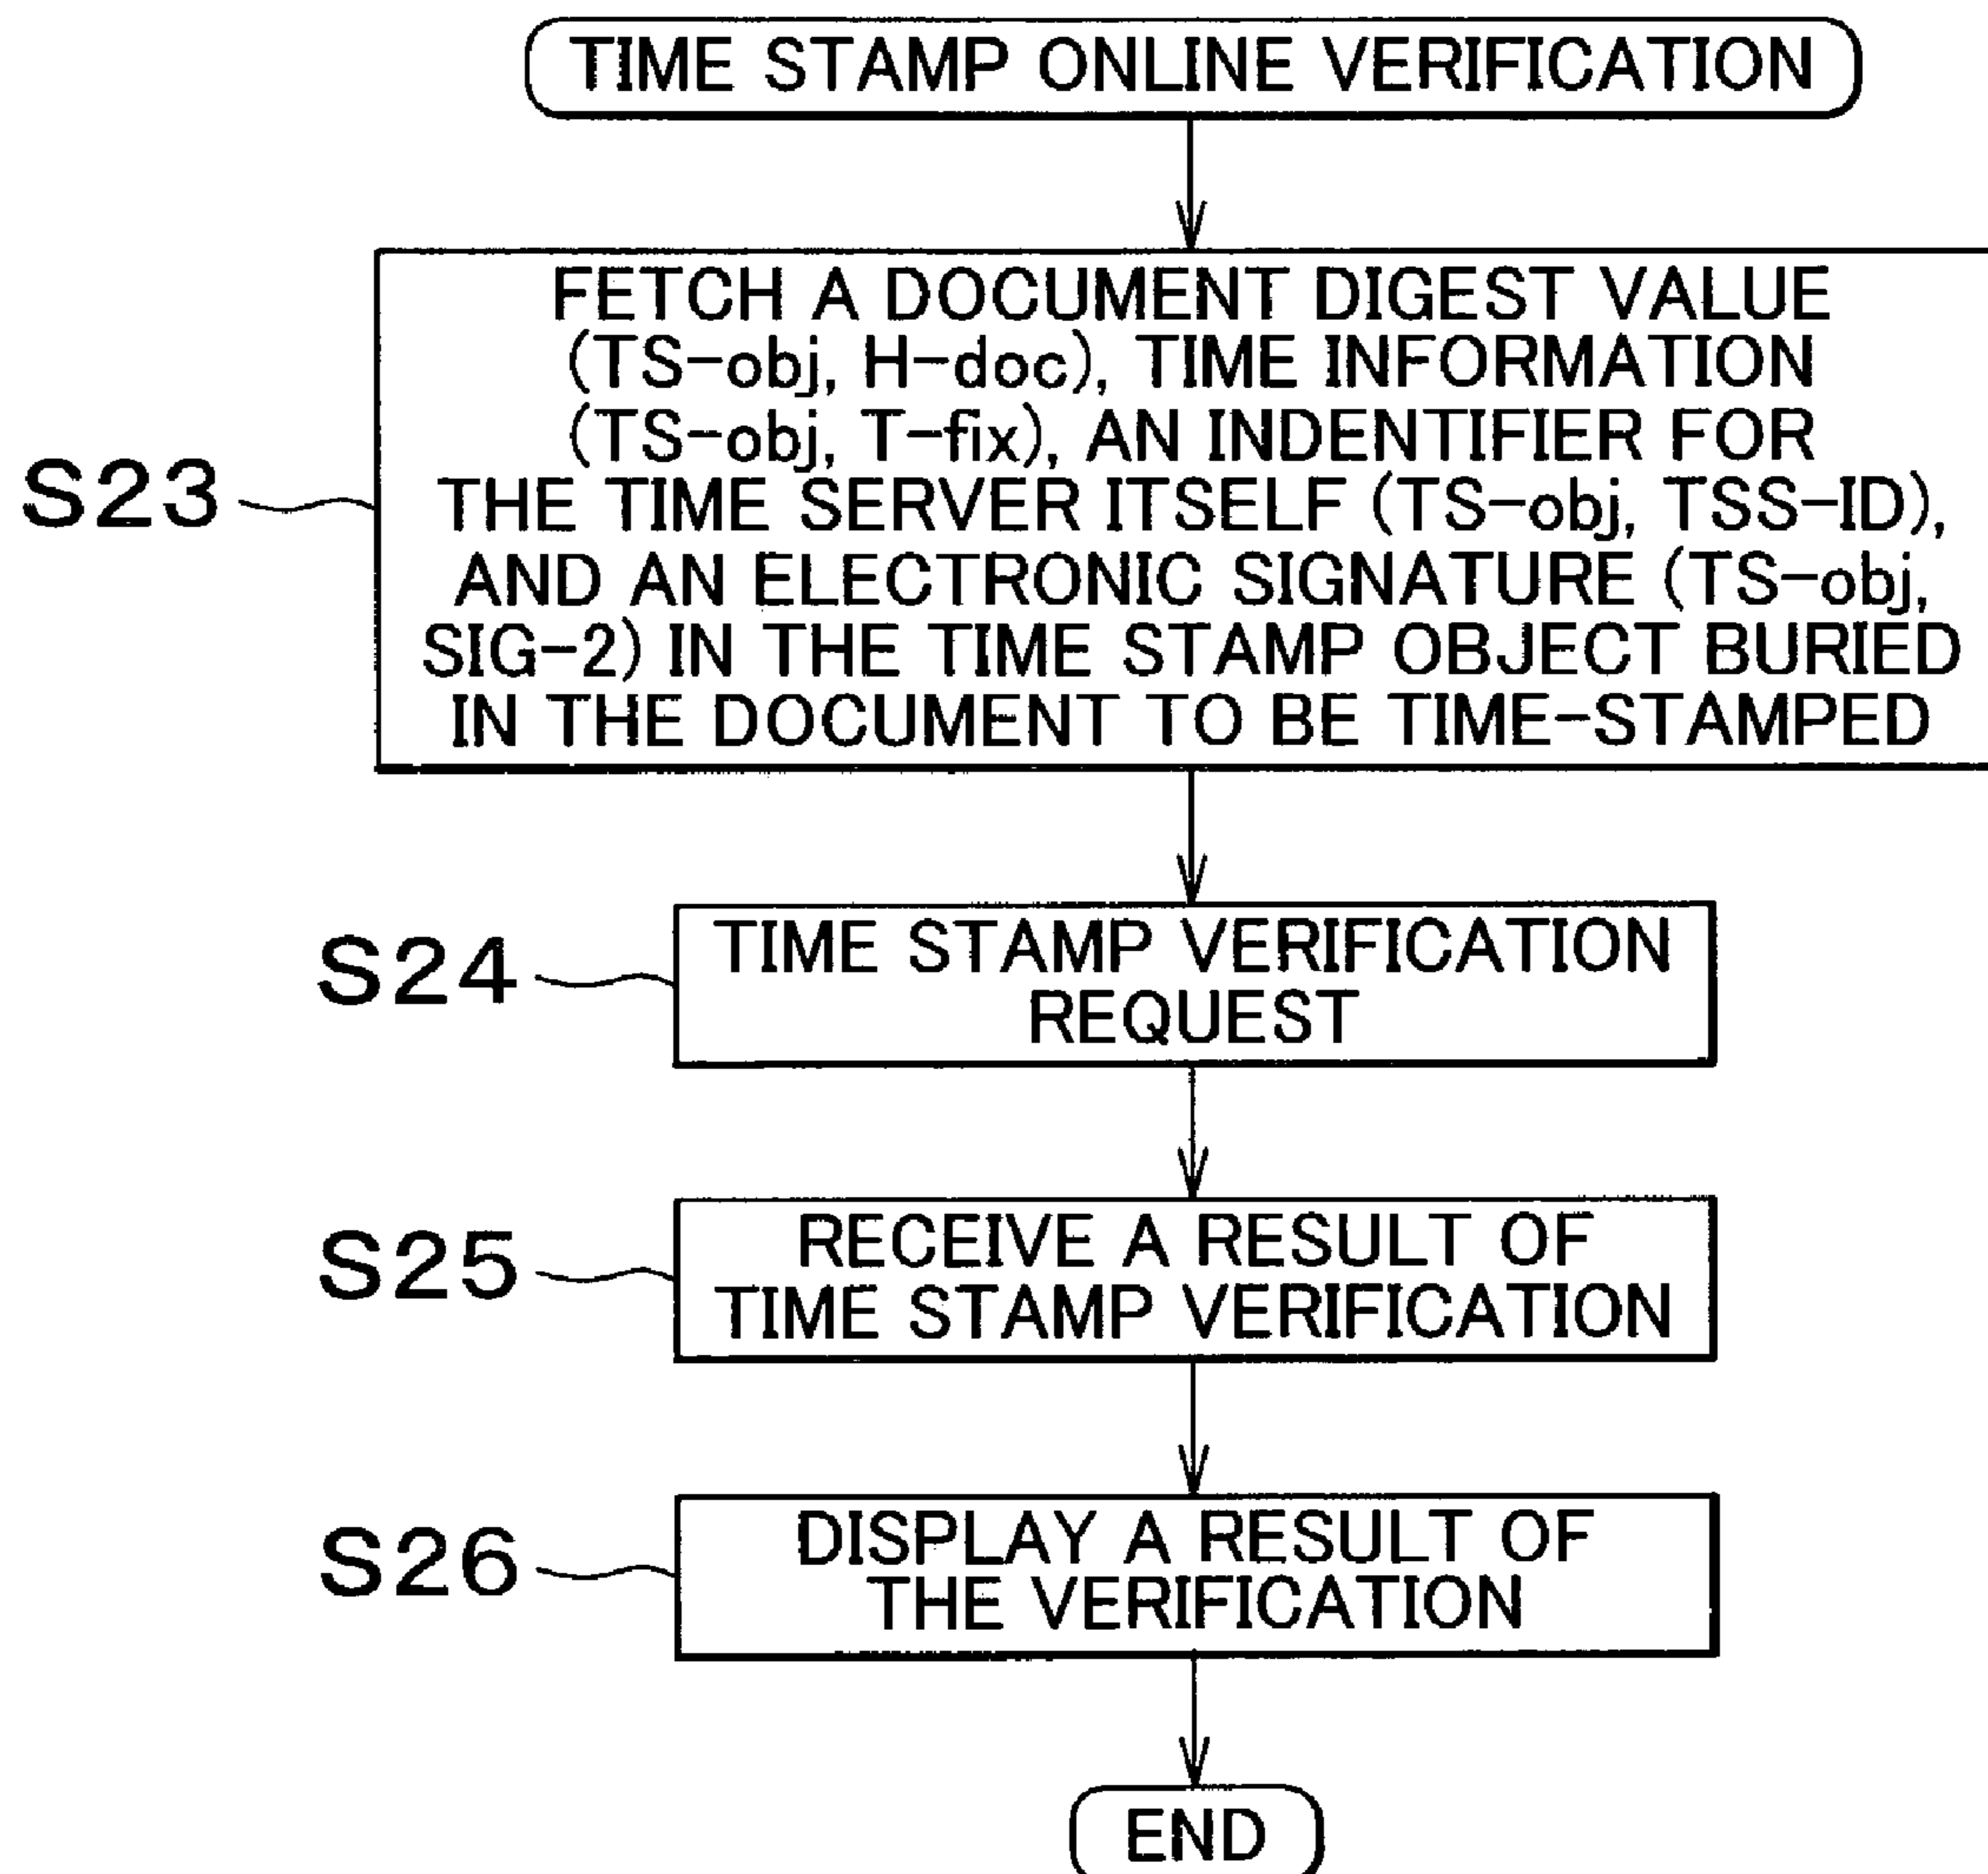 TIME STAMP ONLINE VERIFICATION
FETCH A DOCUMENT DIGEST VALUE
(TS-obj, H-doc), TIME INFORMATION
(TS-obj, T-fix), AN INDENTIFIER FOR
THE TIME SERVER ITSELF (TS-obj, TSS-ID),
AND AN ELECTRONIC SIGNATURE (TS-obj,
SIG-2) IN THE TIME STAMP OBJECT BURIED
IN THE DOCUMENT TO BE TIME-STAMPED
S23
S24
TIME STAMP VERIFICATION
REQUEST
S25
RECEIVE A RESULT OF
TIME STAMP VERIFICATION
S26
DISPLAY A RESULT OF
THE VERIFICATION
END